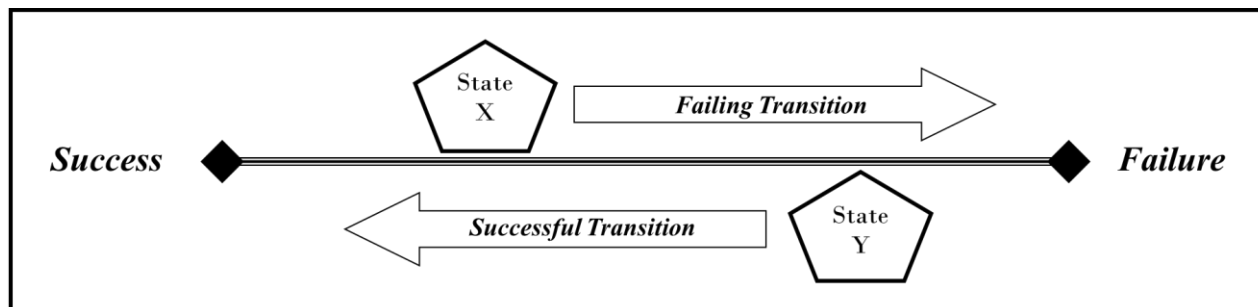 State
X
Failing Transition
Success
Failure
Successful Transition
State
Y